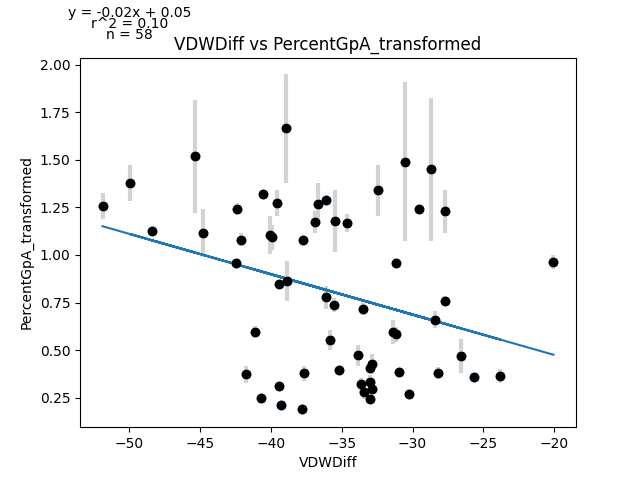 y = -0.02x + 0.05
r^2 = 0.10
n = 58
VDWDiff vs PercentGpA_transformed
2.00
1.75
1.50
1.25
1.00
0.75
0.50
0.25
PercentGpA_transformed
−50
−45
−40
−35
−30
−25
−20
VDWDiff